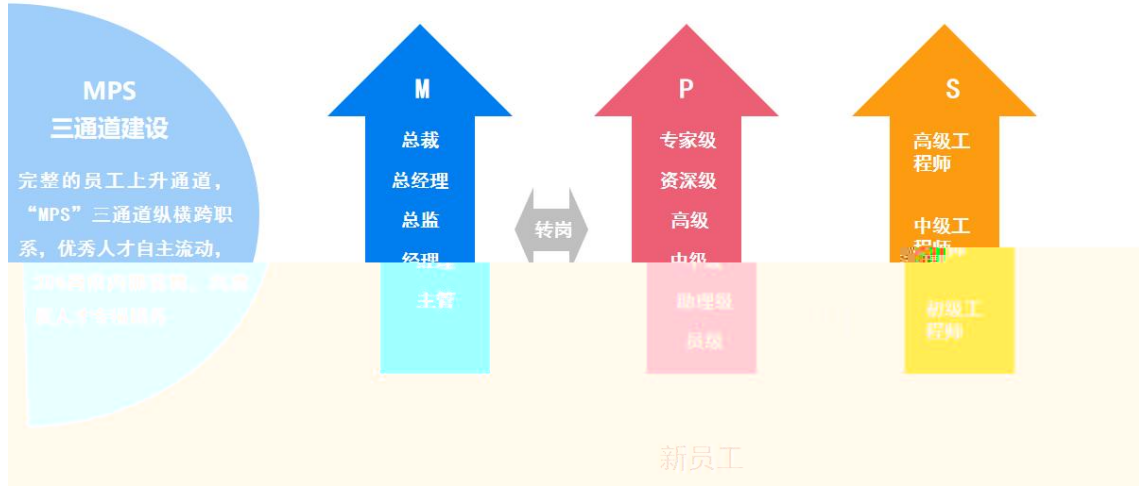 MPS
三通道建设
完整的员工上升通道，
“MPS”三通道纵横跨职
系，优秀人才自主流动，
M
总裁
总经理
总监
经理
主管
转岗
P
专家级
资深级
高级
中级
助理级
员级
S
高级工
程师
中级工
程师
初级工
程师
新员工